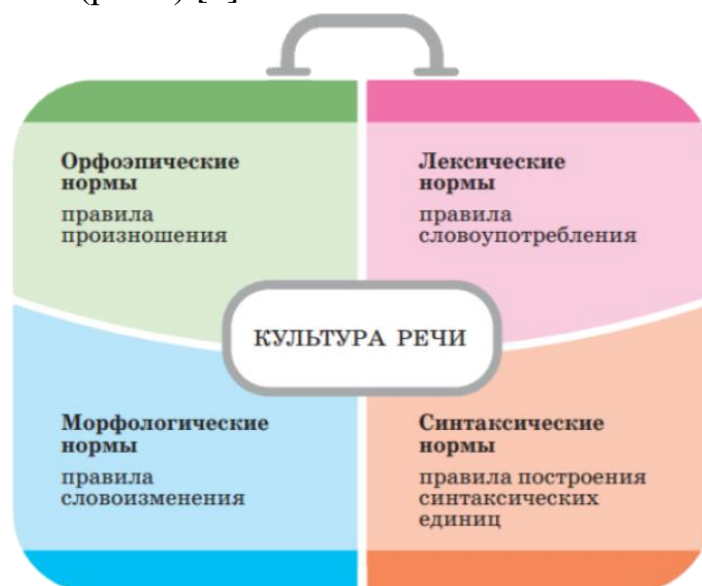 Орфоэпические
нормы
правила
произношения
Лексические
нормы
правила
словоупотребления
КУЛЬТУРА РЕЧИ
Морфологические
нормы
правила
словоизменения
Синтаксические
нормы
правила построения
синтаксических
единиц